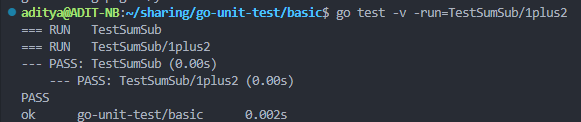 aditya@ADIT-NB:~/sharing/go-unit-test/basic$ go test -v -run=TestSumSub/1plus2
=== RUN   TestSumSub
=== RUN   TestSumSub/1plus2
--- PASS: TestSumSub (0.00s)
    --- PASS: TestSumSub/1plus2 (0.00s)
PASS
ok      go-unit-test/basic      0.002s